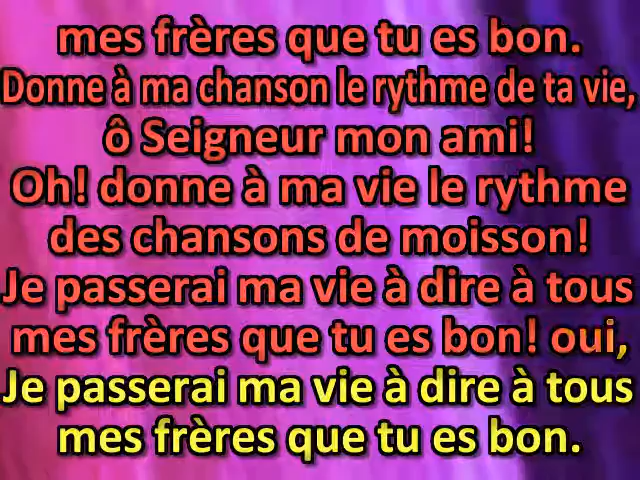 mes frères que tu es bon.
Donne à ma chanson le rythme de ta vie,
ô Seigneur mon ami!
Oh! donne à ma vie le rythme
des chansons de moisson!
Je passerai ma vie à dire à tous
mes frères que tu es bon! oui,
Je passerai ma vie à dire à tous
mes frères que tu es bon.